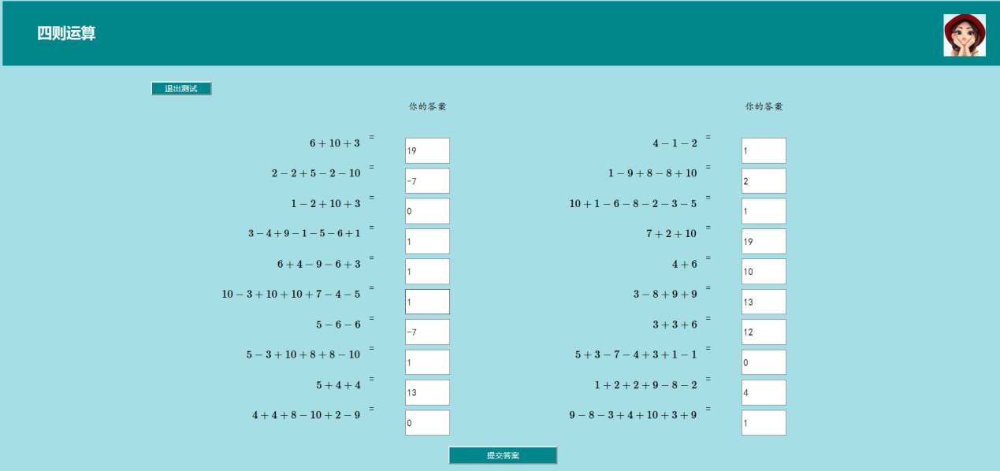 四则运算
退出测试
你的答案 你的答案
6 + 10 + 3 = 19 4 − 1 − 2 = 1
2 − 2 + 5 − 2 − 10 = -7 1 − 9 + 8 − 8 + 10 = 2
1 − 2 + 10 + 3 = 0 10 + 1 − 6 − 8 − 2 − 3 − 5 = 1
3 − 4 + 9 − 1 − 5 − 6 + 1 = 1 7 + 2 + 10 = 19
6 + 4 − 9 − 6 + 3 = 1 4 + 6 = 10
10 − 3 + 10 + 10 + 7 − 4 − 5 = 1 3 − 8 + 9 + 9 = 13
5 − 6 − 6 = -7 3 + 3 + 6 = 12
5 − 3 + 10 + 8 + 8 − 10 = 1 5 + 3 − 7 − 4 + 3 + 1 − 1 = 0
5 + 4 + 4 = 13 1 + 2 + 2 + 9 − 8 − 2 = 4
4 + 4 + 8 − 10 + 2 − 9 = 0 9 − 8 − 3 + 4 + 10 + 3 + 9 = 1
提交答案